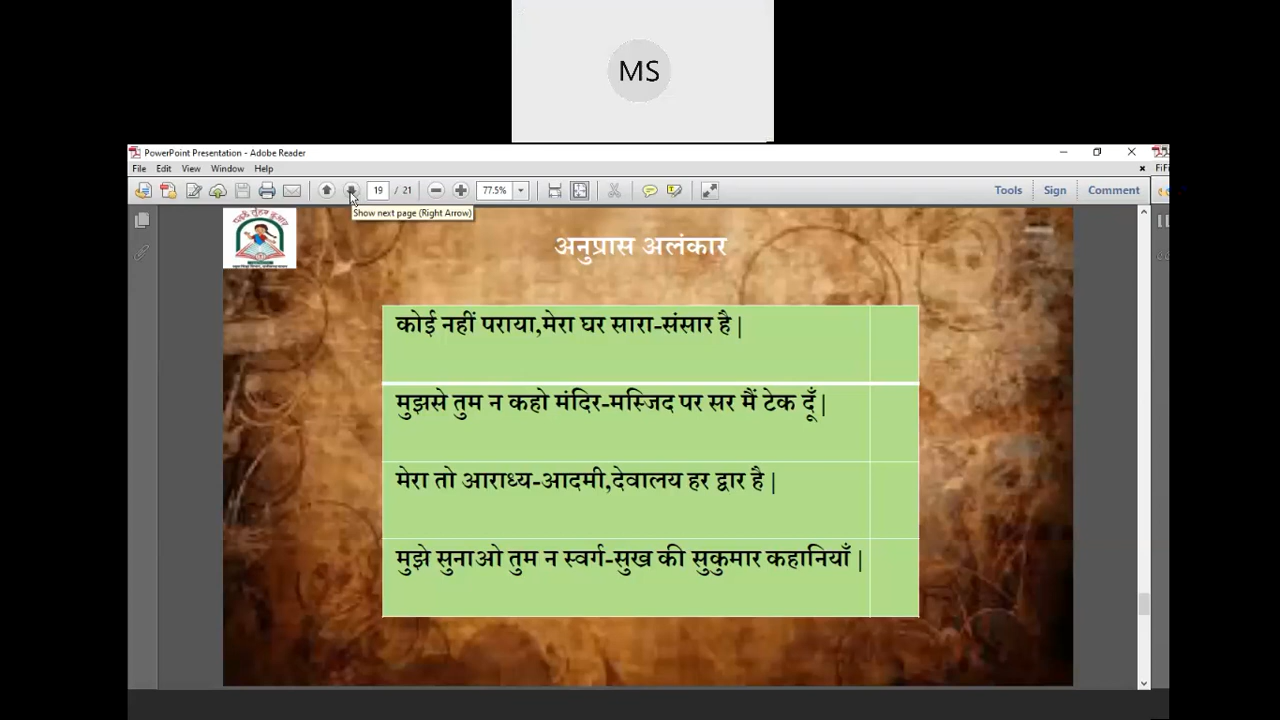 MS
PowerPoint Presentation - Adobe Reader
File Edit View Window Help
19 / 21 77.5% Tools Sign Comment
Show next page (Right Arrow)
अनुप्रास अलंकार
कोई नहीं पराया,मेरा घर सारा-संसार है |
मुझसे तुम न कहो मंदिर-मस्जिद पर सर मैं टेक दूँ |
मेरा तो आराध्य-आदमी,देवालय हर द्वार है |
मुझे सुनाओ तुम न स्वर्ग-सुख की सुकुमार कहानियाँ |